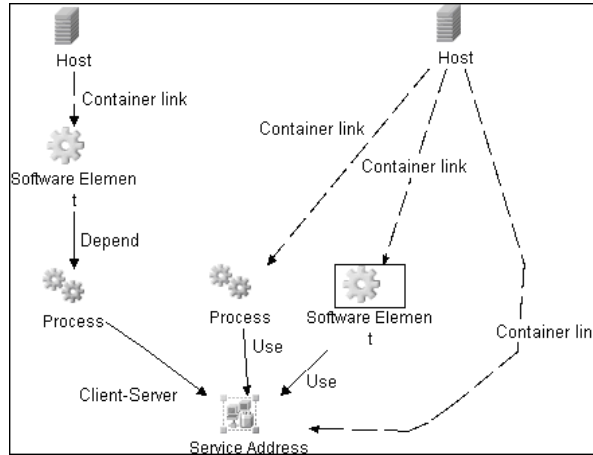 Host
Host
Container link
Container link
Container link
Software Elemen
t
Depend
Process
Process
Software Elemen
t
Container lin
Use
Use
Client-Server
Service Address